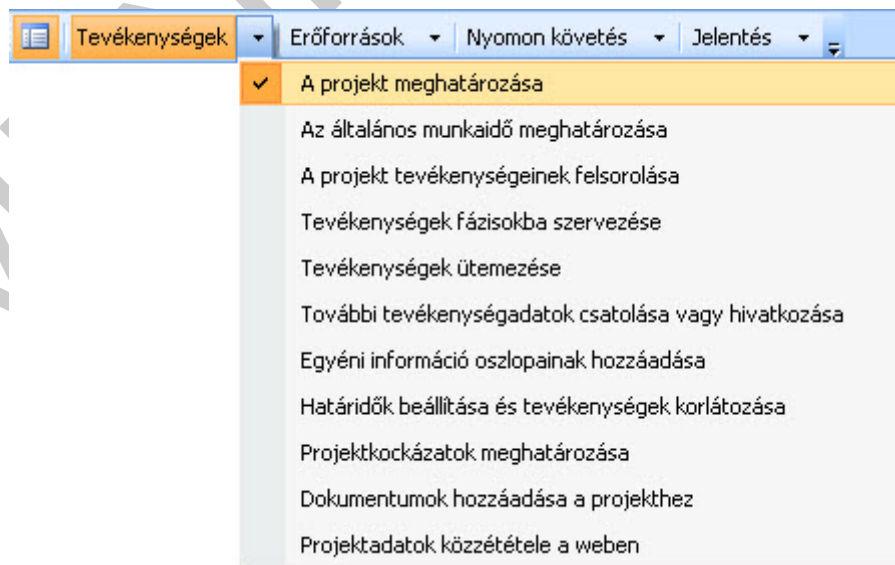 Tevékenységek Erőforrások Nyomon követés Jelentés
A projekt meghatározása
Az általános munkaidő meghatározása
A projekt tevékenységeinek felsorolása
Tevékenységek fázisokba szervezése
Tevékenységek ütemezése
További tevékenységadatok csatolása vagy hivatkozása
Egyéni információ oszlopainak hozzáadása
Határidők beállítása és tevékenységek korlátozása
Projektkockázatok meghatározása
Dokumentumok hozzáadása a projekthez
Projektadatok közzététele a weben